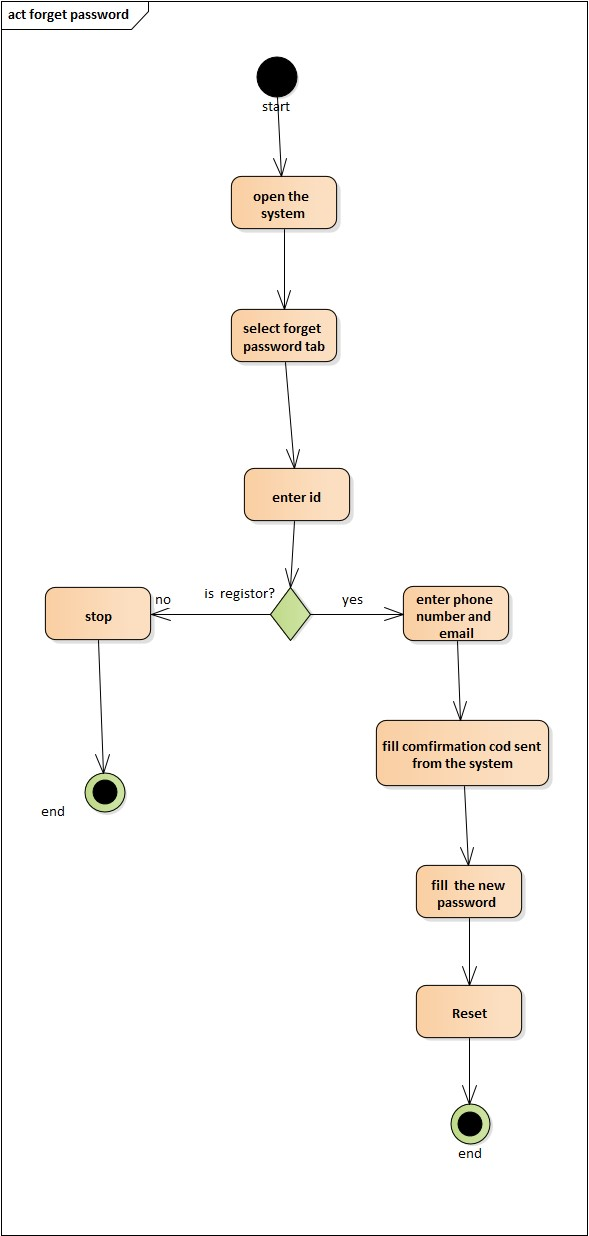 act forget password
start
open the
system
select forget
password tab
enter id
is registor?
no
yes
stop
enter phone
number and
email
fill comfirmation cod sent
from the system
end
fill the new
password
Reset
end